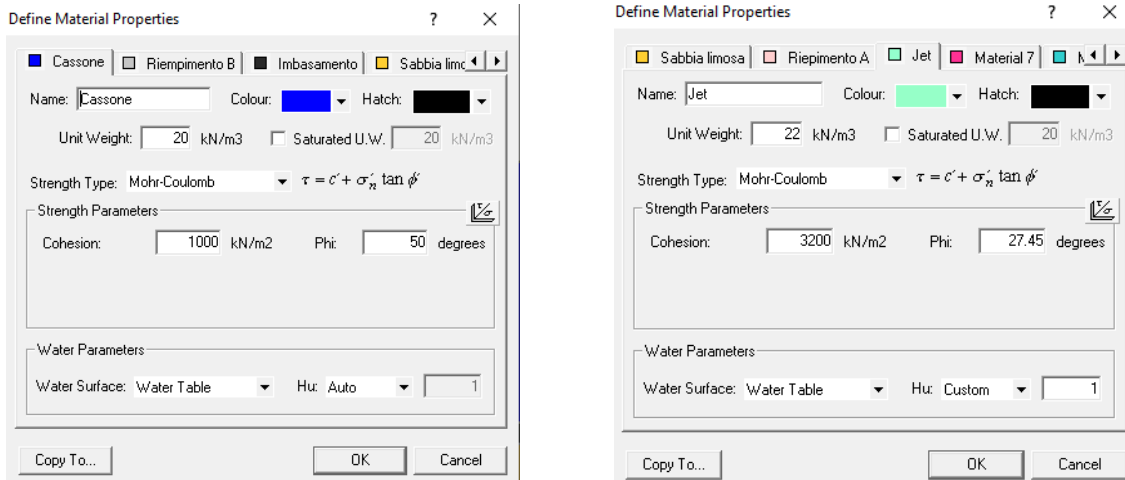 Define Material Properties ? ×
Cassone Riempimento B Imbasamento Sabbia limc
Name: Cassone Colour: Hatch:
Unit Weight: 20 kN/m3 Saturated U.W. 20 kN/m3
Strength Type: Mohr-Coulomb τ = c′ + σ′n tan ϕ′
Strength Parameters τ/σ
Cohesion: 1000 kN/m2 Phi: 50 degrees
Water Parameters
Water Surface: Water Table Hu: Auto 1
Copy To... OK Cancel
Define Material Properties ? ×
Sabbia limosa Riepimento A Jet Material 7
Name: Jet Colour: Hatch:
Unit Weight: 22 kN/m3 Saturated U.W. 20 kN/m3
Strength Type: Mohr-Coulomb τ = c′ + σ′n tan ϕ′
Strength Parameters τ/σ
Cohesion: 3200 kN/m2 Phi: 27.45 degrees
Water Parameters
Water Surface: Water Table Hu: Custom 1
Copy To... OK Cancel